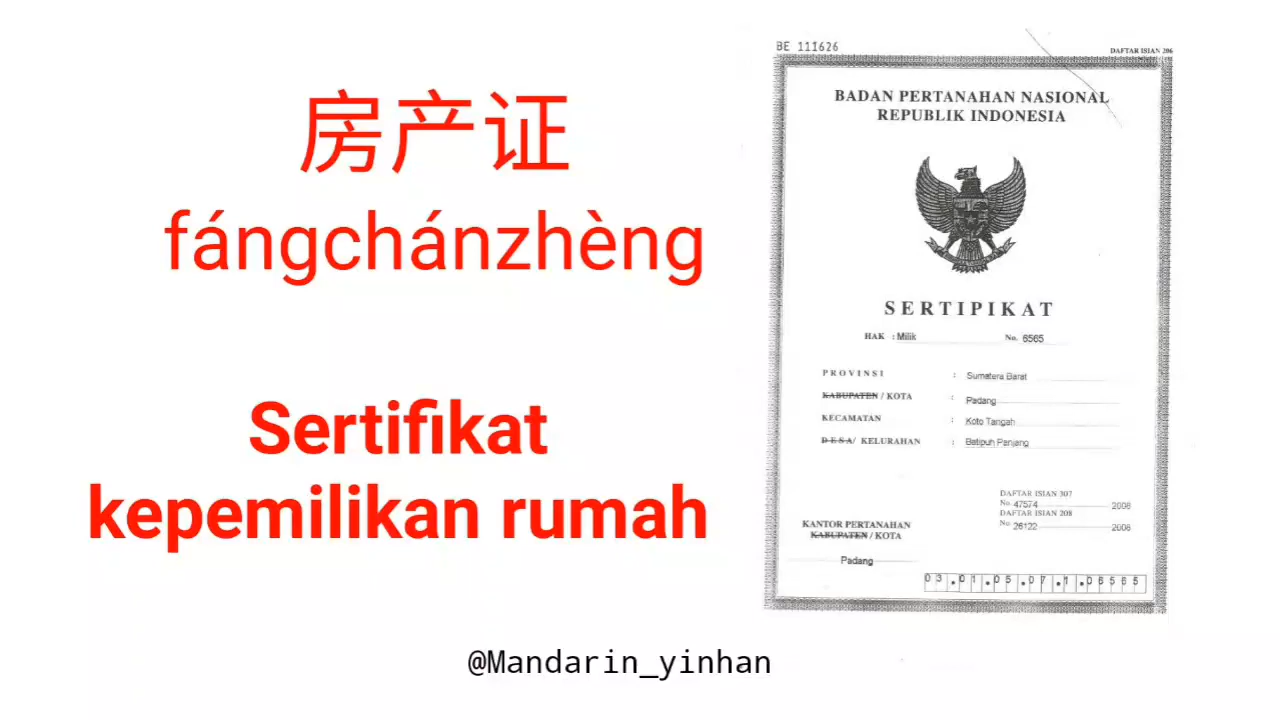 房产证
fángchánzhèng
Sertifikat
kepemilikan rumah
BE 111626
DAFTAR ISIAN 206
BADAN PERTANAHAN NASIONAL
REPUBLIK INDONESIA
SERTIPIKAT
HAK : Milik No. 6565
PROVINSI : Sumatera Barat
KABUPATEN / KOTA : Padang
KECAMATAN : Koto Tangah
DESA/ KELURAHAN : Batipuh Panjang
DAFTAR ISIAN 307
No. 47574 2008
DAFTAR ISIAN 208
No. 26122 2008
KANTOR PERTANAHAN
KABUPATEN / KOTA
Padang
03.01.05.07.1.06565
@Mandarin_yinhan